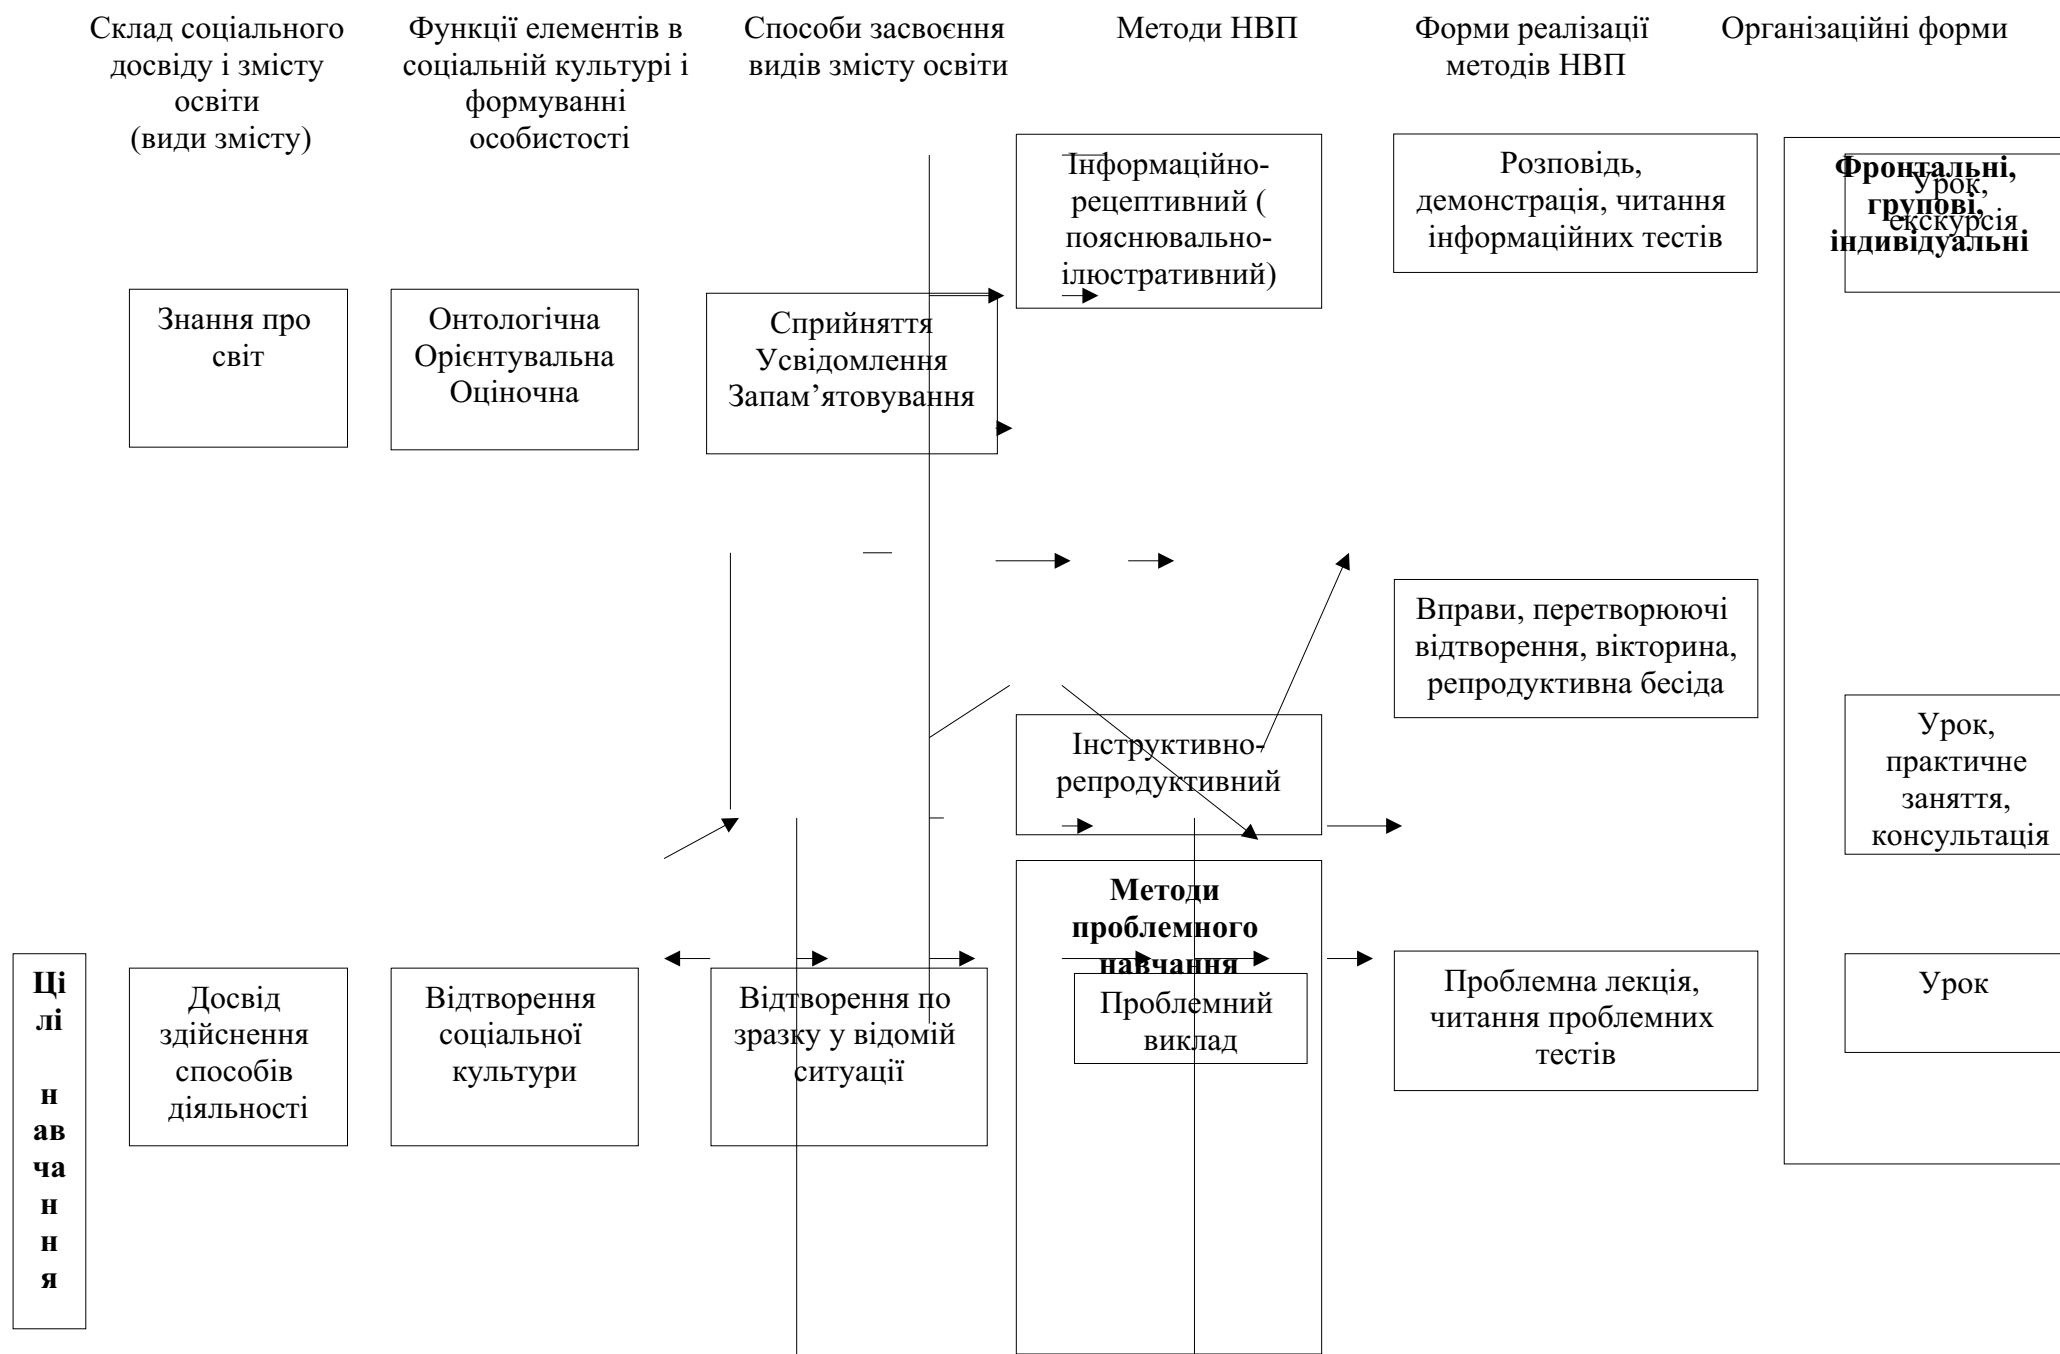 Склад соціального
досвіду і змісту
освіти
(види змісту)
Функції елементів в
соціальній культурі і
формуванні
особистості
Способи засвоєння
видів змісту освіти
Методи НВП
Форми реалізації
методів НВП
Організаційні форми
Інформаційно-
рецептивний (
пояснювально-
ілюстративний)
Розповідь,
демонстрація, читання
інформаційних тестів
Фронтальні,
групові,
індивідуальні
Урок,
екскурсія
Знання про
світ
Онтологічна
Орієнтувальна
Оціночна
Сприйняття
Усвідомлення
Запам’ятовування
Вправи, перетворюючі
відтворення, вікторина,
репродуктивна бесіда
Інструктивно-
репродуктивний
Урок,
практичне
заняття,
консультація
Методи
проблемного
навчання
Проблемний
виклад
Проблемна лекція,
читання проблемних
тестів
Урок
Ці
лі
н
ав
ча
н
н
я
Досвід
здійснення
способів
діяльності
Відтворення
соціальної
культури
Відтворення по
зразку у відомій
ситуації